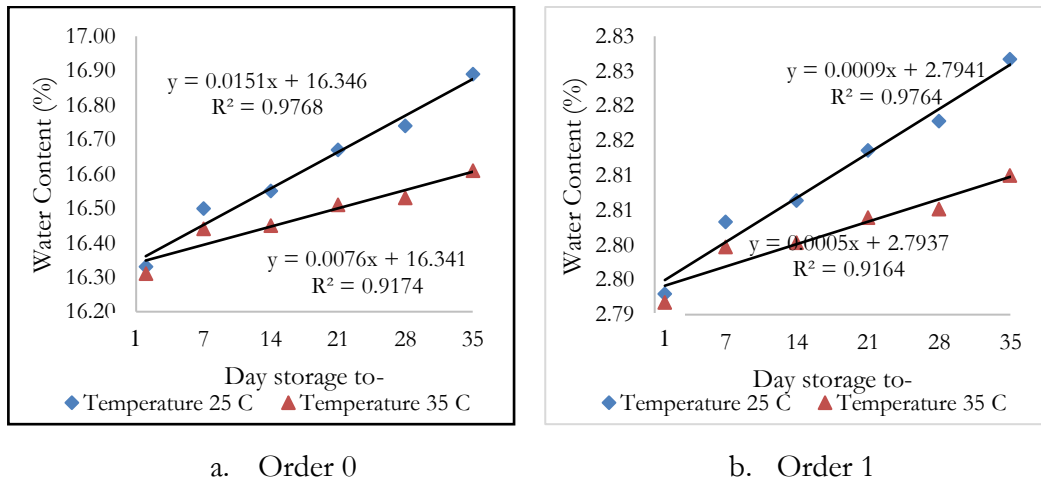 17.00
16.90
16.80
16.70
16.60
16.50
16.40
16.30
16.20
Water Content (%)
y = 0.0151x + 16.346
R² = 0.9768
y = 0.0076x + 16.341
R² = 0.9174
1 7 14 21 28 35
Day storage to-
Temperature 25 C Temperature 35 C
a. Order 0
2.83
2.83
2.82
2.82
2.81
2.81
2.80
2.80
2.79
Water Content (%)
y = 0.0009x + 2.7941
R² = 0.9764
y = 0.0005x + 2.7937
R² = 0.9164
1 7 14 21 28 35
Day storage to-
Temperature 25 C Temperature 35 C
b. Order 1